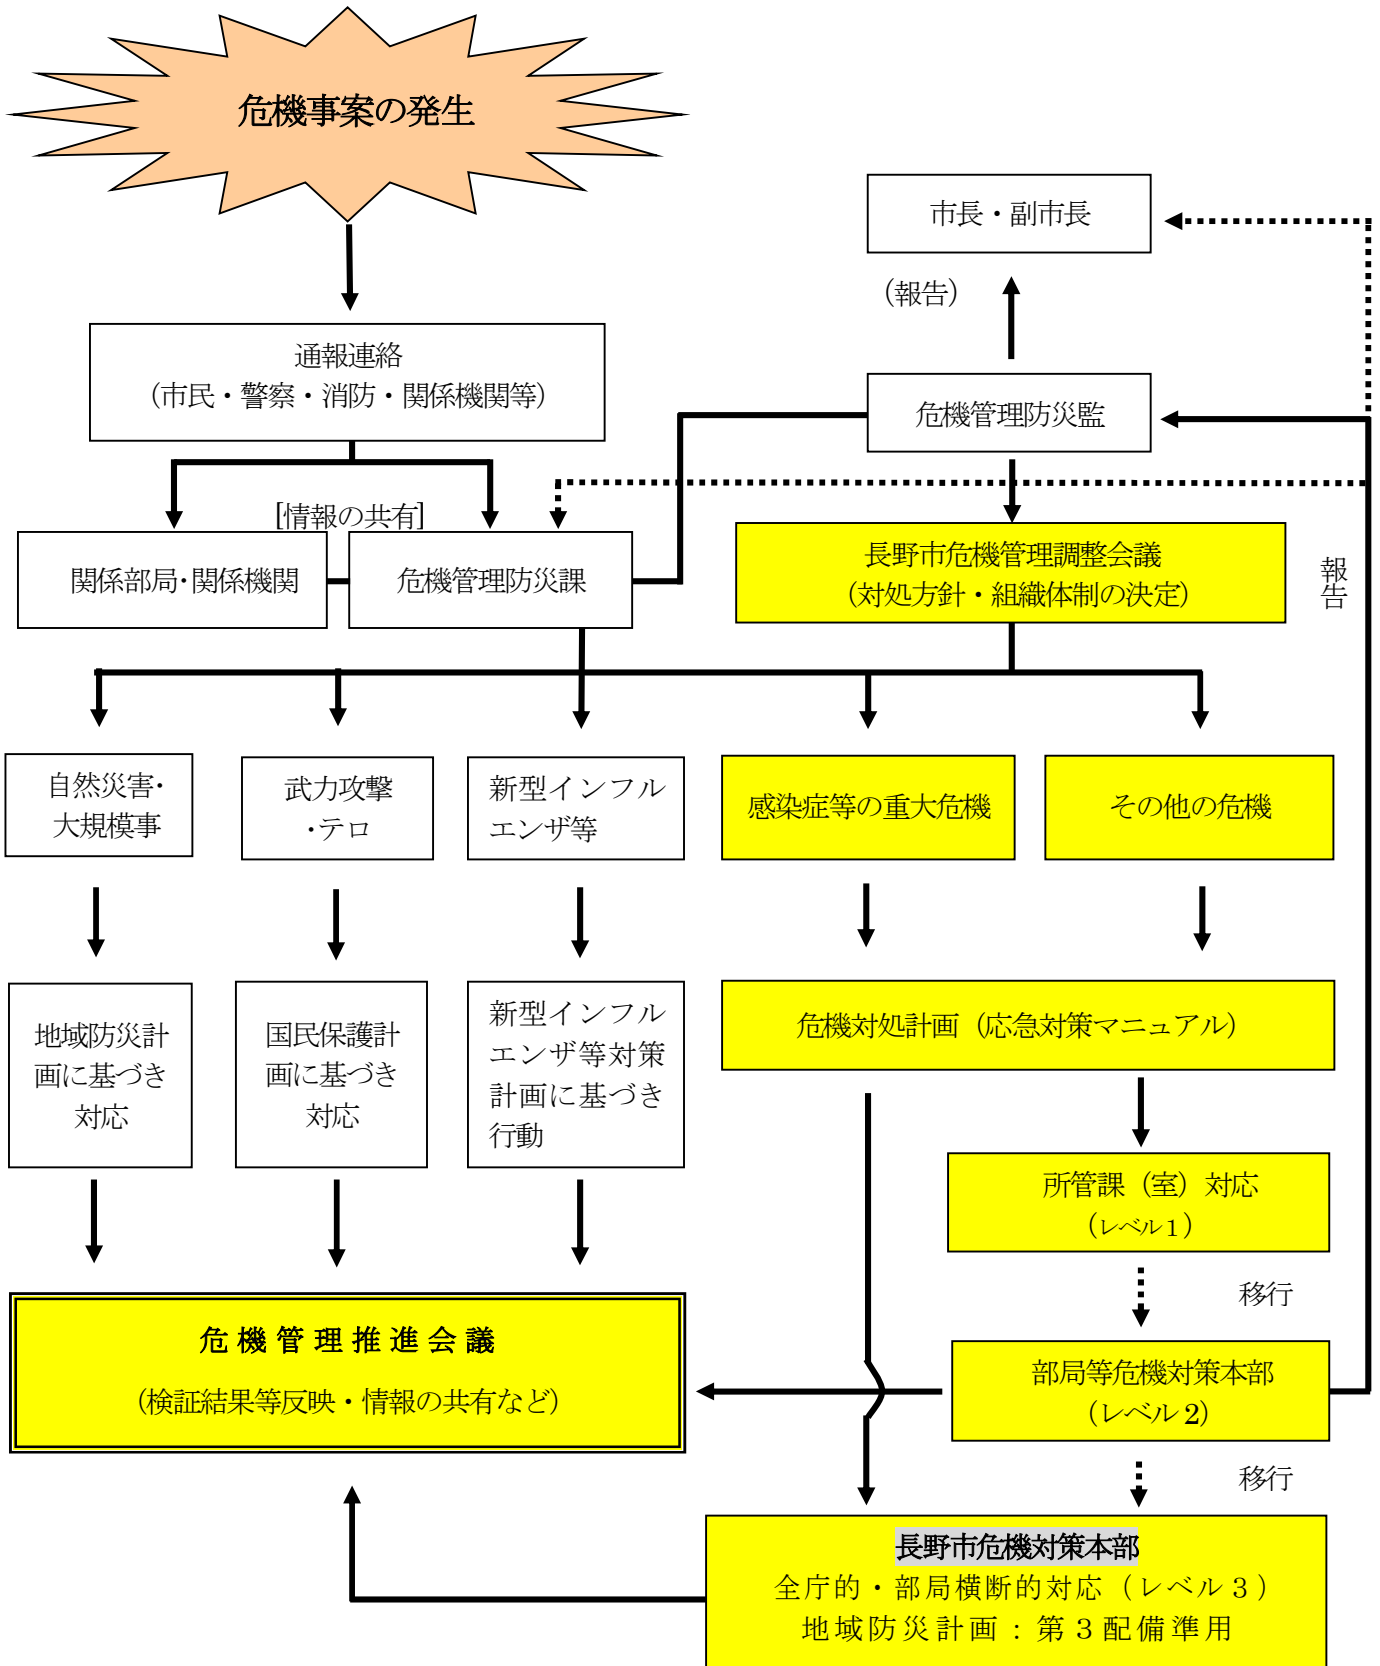 危機事案の発生
市長・副市長
（報告）
通報連絡
（市民・警察・消防・関係機関等）
危機管理防災監
[情報の共有]
関係部局・関係機関
危機管理防災課
長野市危機管理調整会議
（対処方針・組織体制の決定）
報告
自然災害・
大規模事
武力攻撃
・テロ
新型インフル
エンザ等
感染症等の重大危機
その他の危機
地域防災計
画に基づき
対応
国民保護計
画に基づき
対応
新型インフル
エンザ等対策
計画に基づき
行動
危機対処計画（応急対策マニュアル）
所管課（室）対応
（レベル１）
移行
危機管理推進会議
（検証結果等反映・情報の共有など）
部局等危機対策本部
（レベル２）
移行
長野市危機対策本部
全庁的・部局横断的対応（レベル３）
地域防災計画：第３配備準用